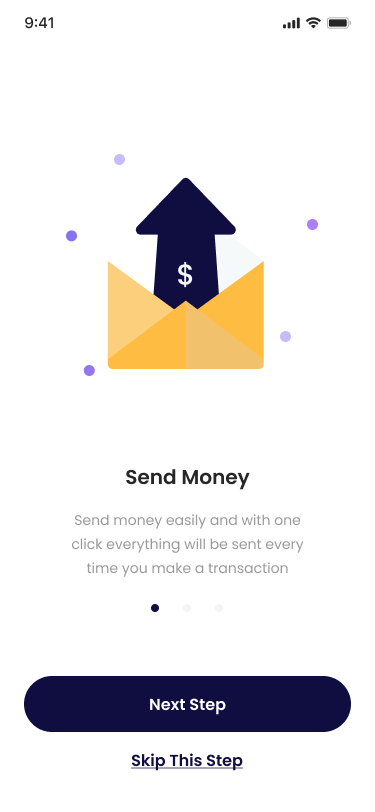 9:41
$
Send Money
Send money easily and with one
click everything will be sent every
time you make a transaction
Next Step
Skip This Step